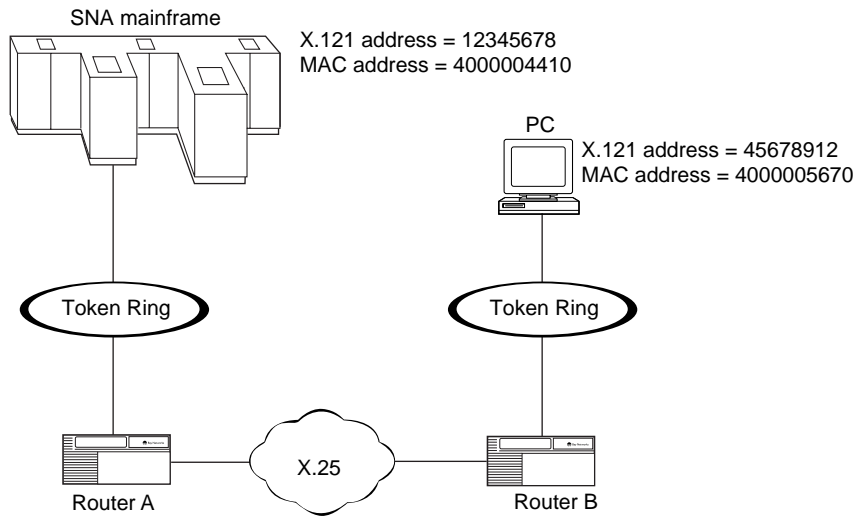 SNA mainframe
X.121 address = 12345678
MAC address = 4000004410
PC
X.121 address = 45678912
MAC address = 4000005670
Token Ring
Token Ring
X.25
Router A
Router B